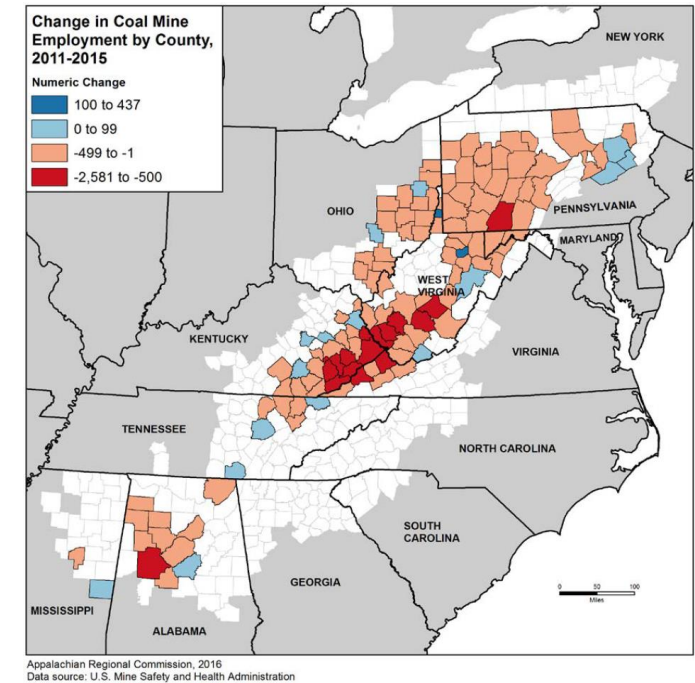 Change in Coal Mine
Employment by County,
2011-2015
Numeric Change
100 to 437
0 to 99
-499 to -1
-2,581 to -500
NEW YORK
PENNSYLVANIA
OHIO
MARYLAND
WEST
VIRGINIA
KENTUCKY
VIRGINIA
TENNESSEE
NORTH CAROLINA
SOUTH
CAROLINA
GEORGIA
MISSISSIPPI
ALABAMA
0 50 100
Miles
Appalachian Regional Commission, 2016
Data source: U.S. Mine Safety and Health Administration